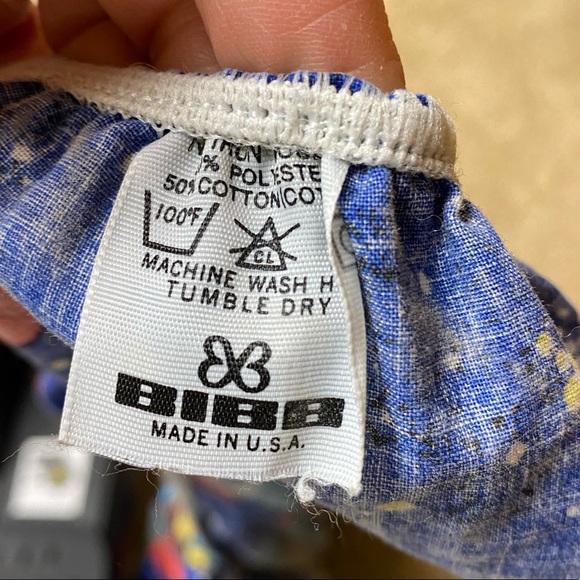 % POLYESTE
50% COTTON/COT
100°F
CL
MACHINE WASH H
TUMBLE DRY
BIBB
MADE IN U.S.A.